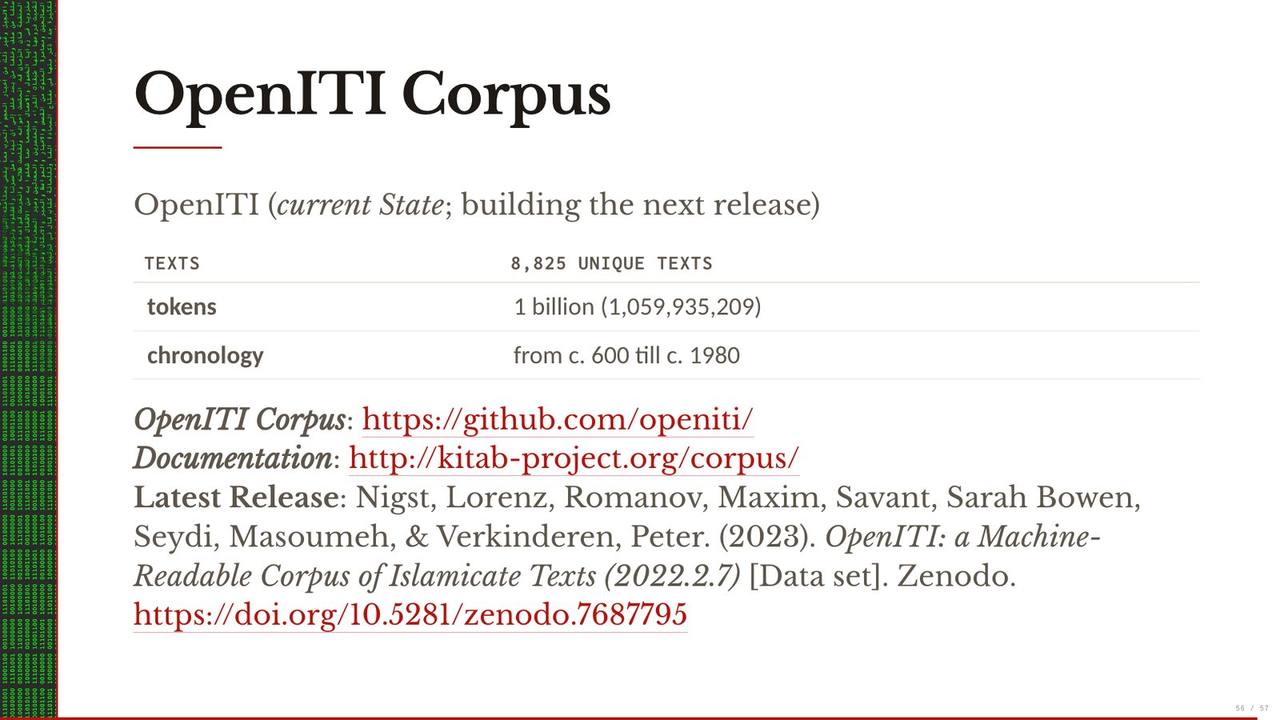 OpenITI Corpus
OpenITI (current State; building the next release)
TEXTS 8,825 UNIQUE TEXTS
tokens 1 billion (1,059,935,209)
chronology from c. 600 till c. 1980
OpenITI Corpus: https://github.com/openiti/
Documentation: http://kitab-project.org/corpus/
Latest Release: Nigst, Lorenz, Romanov, Maxim, Savant, Sarah Bowen,
Seydi, Masoumeh, & Verkinderen, Peter. (2023). OpenITI: a Machine-
Readable Corpus of Islamicate Texts (2022.2.7) [Data set]. Zenodo.
https://doi.org/10.5281/zenodo.7687795
56 / 57